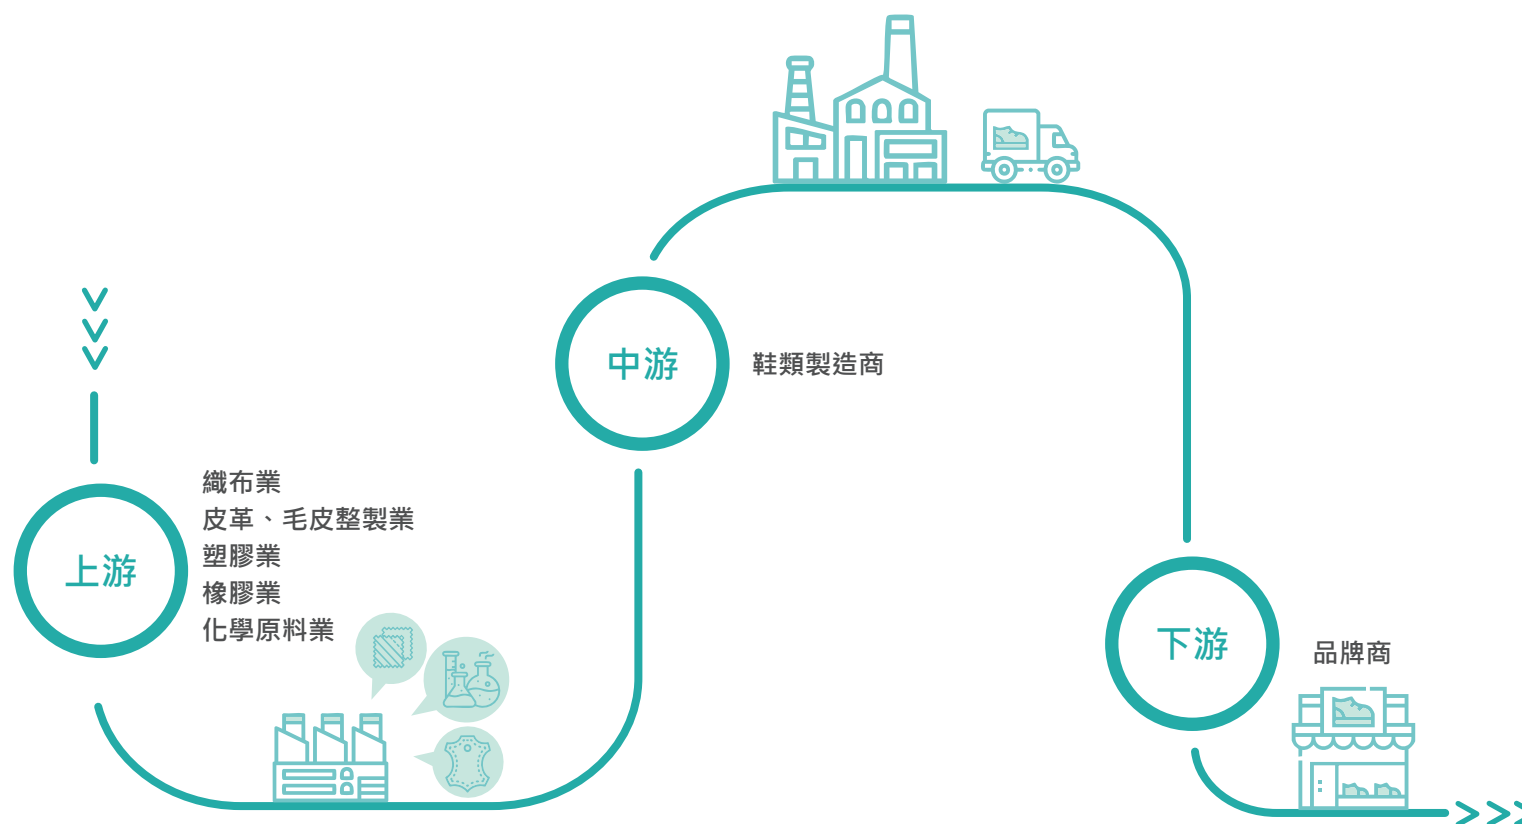 上游
織布業
皮革、毛皮整製業
塑膠業
橡膠業
化學原料業
中游
鞋類製造商
下游
品牌商